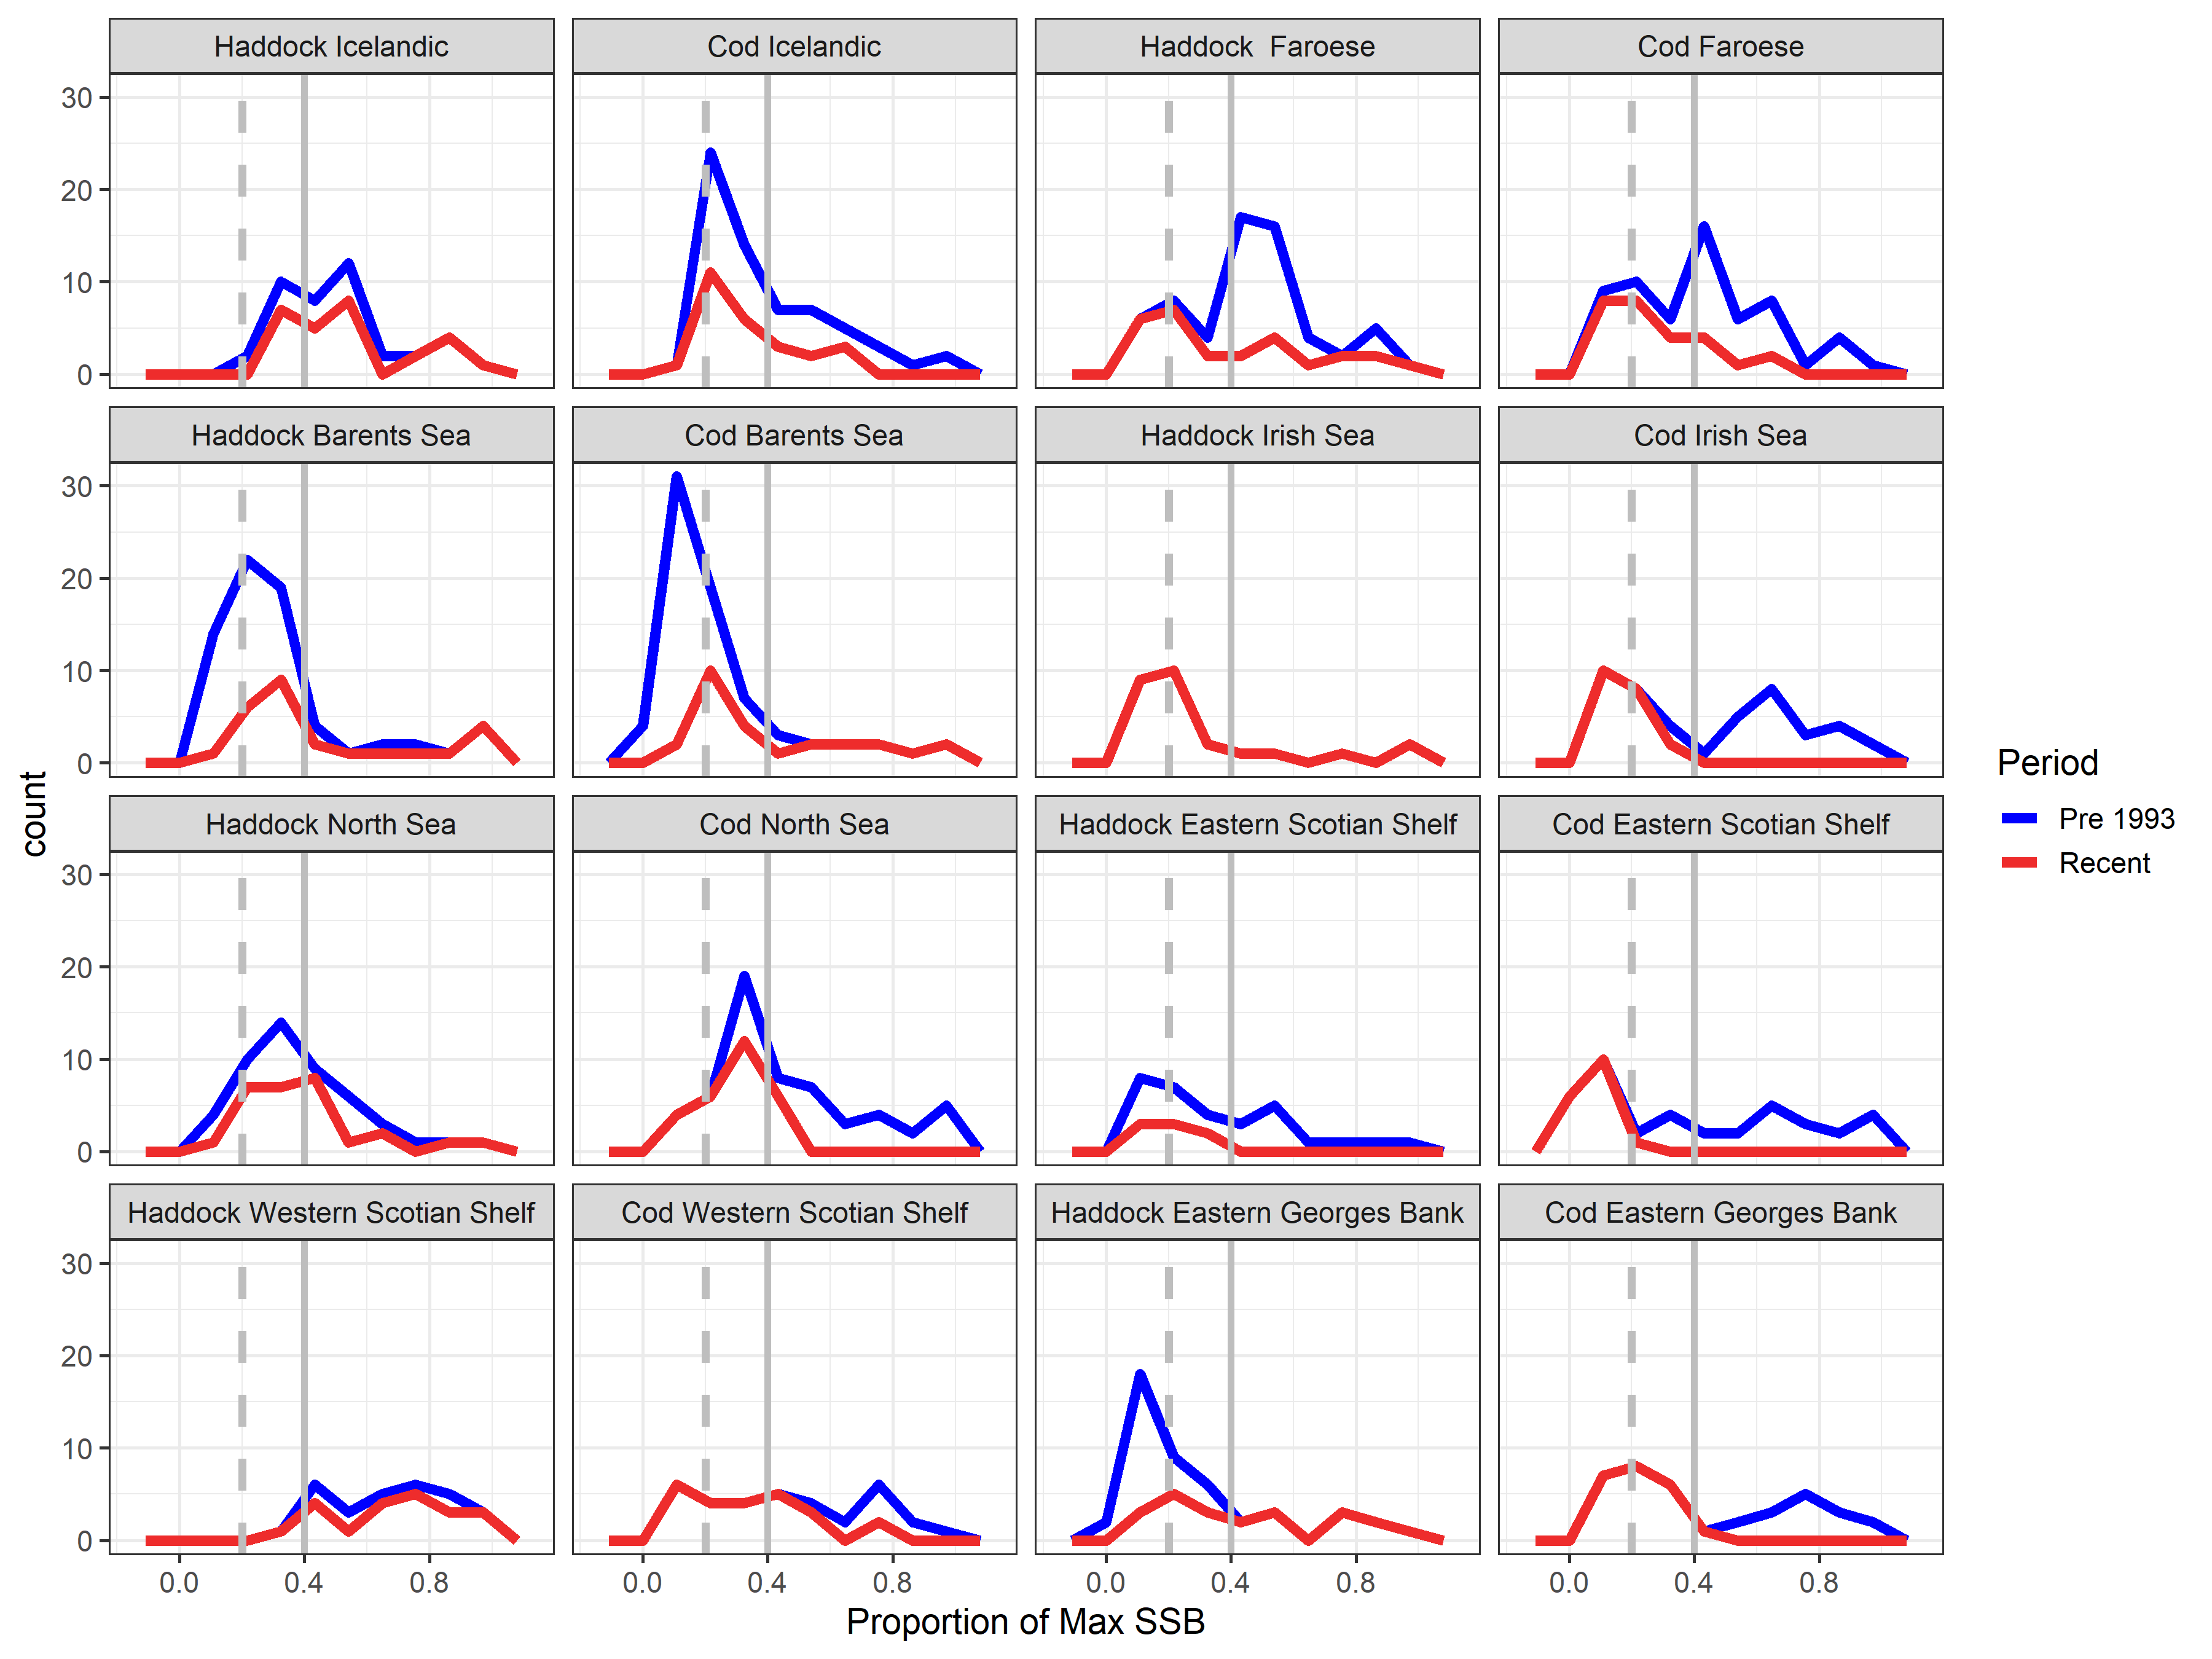 Haddock Icelandic
Cod Icelandic
Haddock  Faroese
Cod Faroese
30
20
10
0
Haddock Barents Sea
Cod Barents Sea
Haddock Irish Sea
Cod Irish Sea
30
20
10
0
Haddock North Sea
Cod North Sea
Haddock Eastern Scotian Shelf
Cod Eastern Scotian Shelf
30
20
10
0
Haddock Western Scotian Shelf
Cod Western Scotian Shelf
Haddock Eastern Georges Bank
Cod Eastern Georges Bank
30
20
10
0
0.0 0.4 0.8
0.0 0.4 0.8
0.0 0.4 0.8
0.0 0.4 0.8
Proportion of Max SSB
count
Period
Pre 1993
Recent